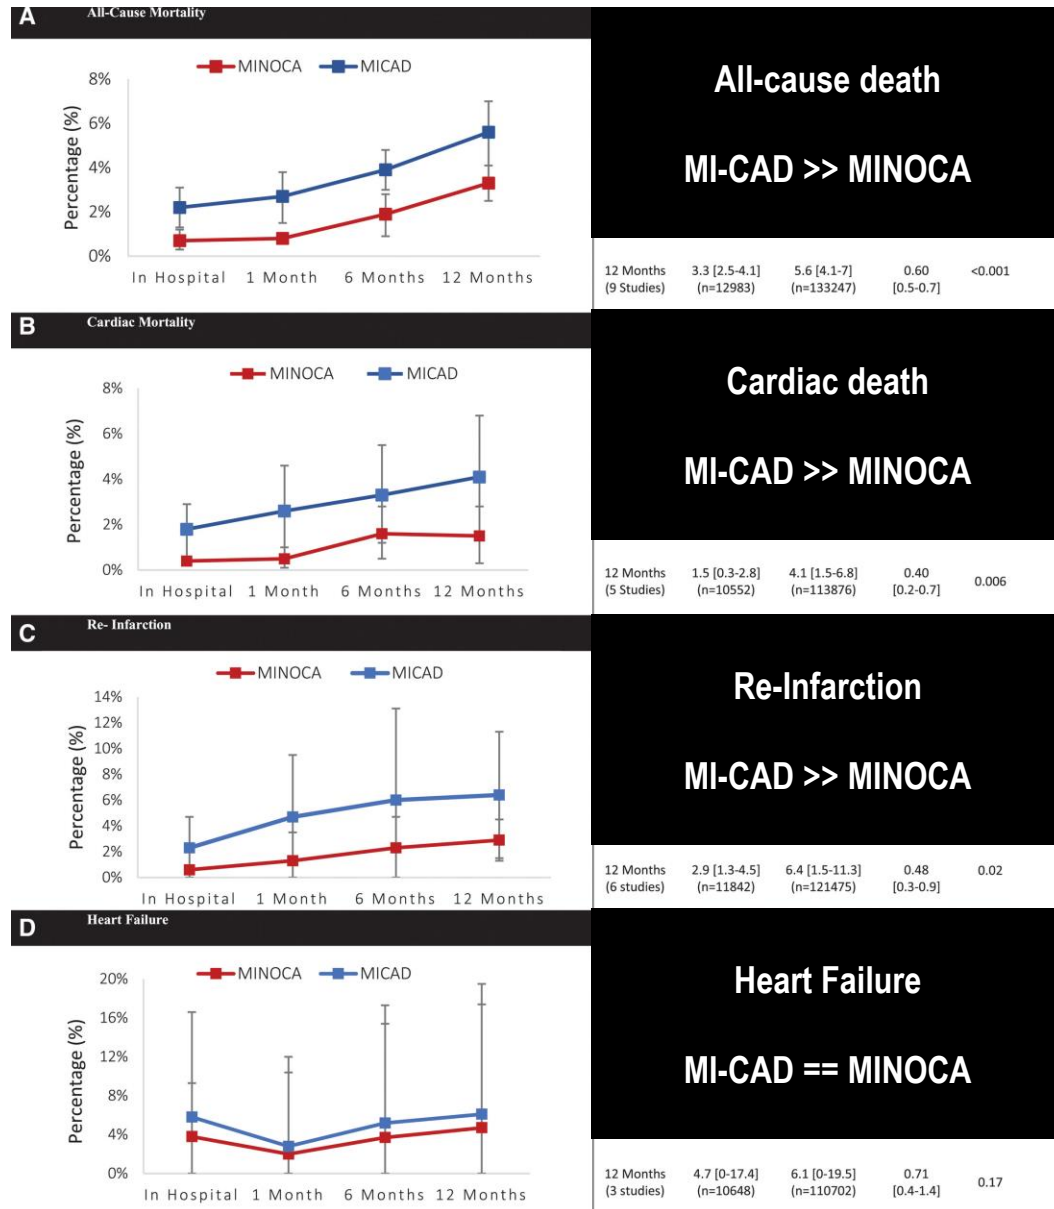 A
All-Cause Mortality
MINOCA
MICAD
Percentage (%)
8%
6%
4%
2%
0%
In Hospital
1 Month
6 Months
12 Months
All-cause death
MI-CAD >> MINOCA
12 Months 3.3 [2.5-4.1] 5.6 [4.1-7] 0.60 <0.001
(9 Studies) (n=12983) (n=133247) [0.5-0.7]
B
Cardiac Mortality
MINOCA
MICAD
Percentage (%)
8%
6%
4%
2%
0%
In Hospital
1 Month
6 Months
12 Months
Cardiac death
MI-CAD >> MINOCA
12 Months 1.5 [0.3-2.8] 4.1 [1.5-6.8] 0.40 0.006
(5 Studies) (n=10552) (n=113876) [0.2-0.7]
C
Re- Infarction
MINOCA
MICAD
Percentage (%)
14%
12%
10%
8%
6%
4%
2%
0%
In Hospital
1 Month
6 Months
12 Months
Re-Infarction
MI-CAD >> MINOCA
12 Months 2.9 [1.3-4.5] 6.4 [1.5-11.3] 0.48 0.02
(6 studies) (n=11842) (n=121475) [0.3-0.9]
D
Heart Failure
MINOCA
MICAD
Percentage (%)
20%
16%
12%
8%
4%
0%
In Hospital
1 Month
6 Months
12 Months
Heart Failure
MI-CAD == MINOCA
12 Months 4.7 [0-17.4] 6.1 [0-19.5] 0.71 0.17
(3 studies) (n=10648) (n=110702) [0.4-1.4]